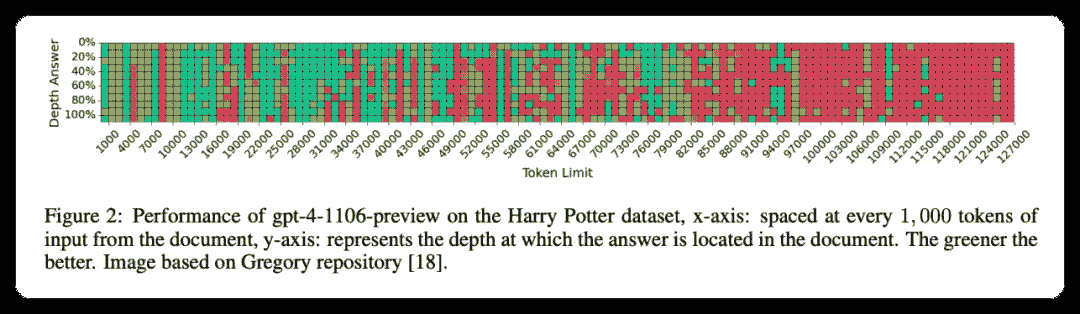 Depth Answer
0%
20%
40%
60%
80%
100%
1000 4000 7000 10000 13000 16000 19000 22000 25000 28000 31000 34000 37000 40000 43000 46000 49000 52000 55000 58000 61000 64000 67000 70000 73000 76000 79000 82000 85000 88000 91000 94000 97000 100000 103000 106000 109000 112000 115000 118000 121000 124000 127000
Token Limit
Figure 2: Performance of gpt-4-1106-preview on the Harry Potter dataset, x-axis: spaced at every 1,000 tokens of
input from the document, y-axis: represents the depth at which the answer is located in the document. The greener the
better. Image based on Gregory repository [18].